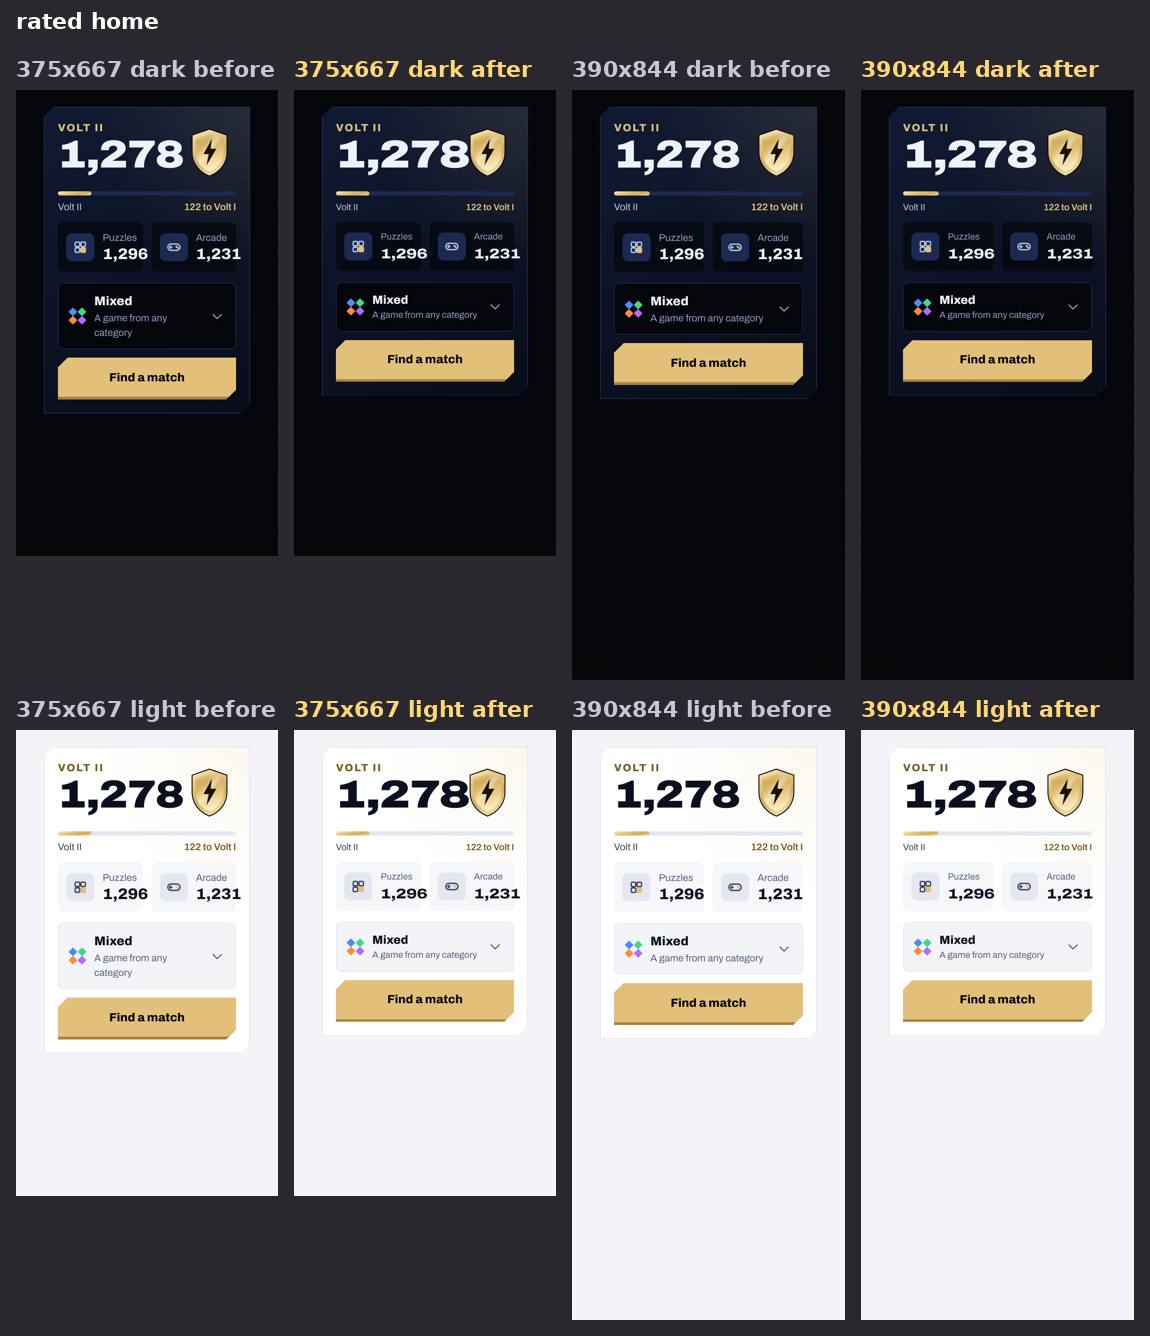 rated home
375x667 dark before
375x667 dark after
390x844 dark before
390x844 dark after
VOLT II
1,278
Volt II
122 to Volt I
Puzzles
1,296
Arcade
1,231
Mixed
A game from any
category
Find a match
VOLT II
1,278
Volt II
122 to Volt I
Puzzles
1,296
Arcade
1,231
Mixed
A game from any category
Find a match
VOLT II
1,278
Volt II
122 to Volt I
Puzzles
1,296
Arcade
1,231
Mixed
A game from any category
Find a match
VOLT II
1,278
Volt II
122 to Volt I
Puzzles
1,296
Arcade
1,231
Mixed
A game from any category
Find a match
375x667 light before
375x667 light after
390x844 light before
390x844 light after
VOLT II
1,278
Volt II
122 to Volt I
Puzzles
1,296
Arcade
1,231
Mixed
A game from any
category
Find a match
VOLT II
1,278
Volt II
122 to Volt I
Puzzles
1,296
Arcade
1,231
Mixed
A game from any category
Find a match
VOLT II
1,278
Volt II
122 to Volt I
Puzzles
1,296
Arcade
1,231
Mixed
A game from any category
Find a match
VOLT II
1,278
Volt II
122 to Volt I
Puzzles
1,296
Arcade
1,231
Mixed
A game from any category
Find a match